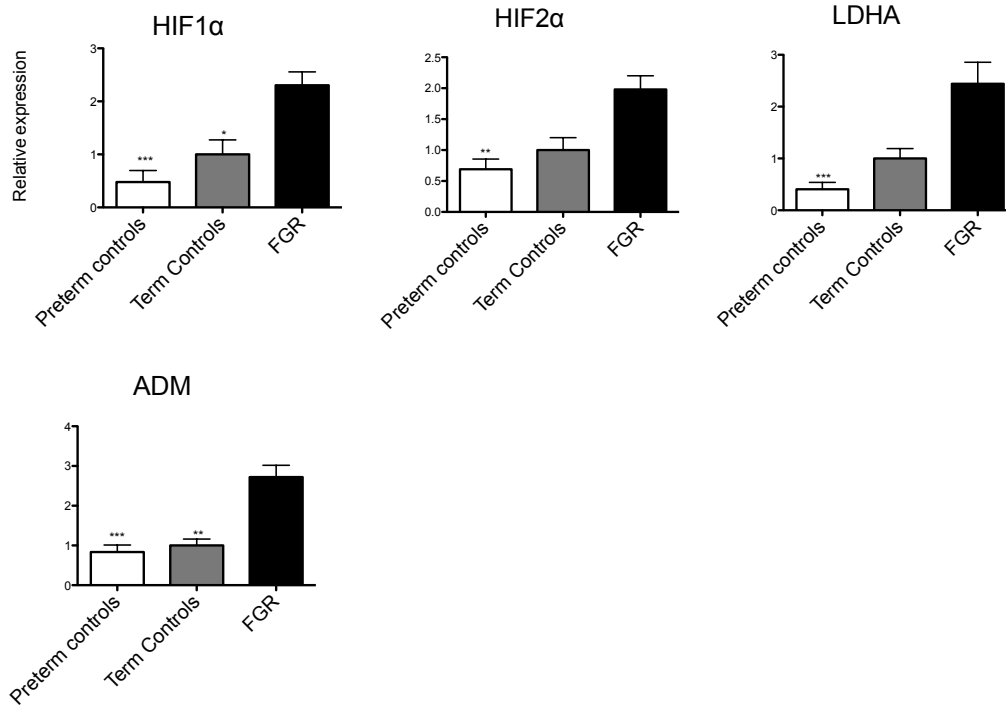 HIF1α
HIF2α
LDHA
Relative expression
3
2
1
0
***
*
Preterm controls
Term Controls
FGR
2.5
2.0
1.5
1.0
0.5
0.0
**
Preterm controls
Term Controls
FGR
3
2
1
0
***
Preterm controls
Term Controls
FGR
ADM
4
3
2
1
0
***
**
Preterm controls
Term Controls
FGR